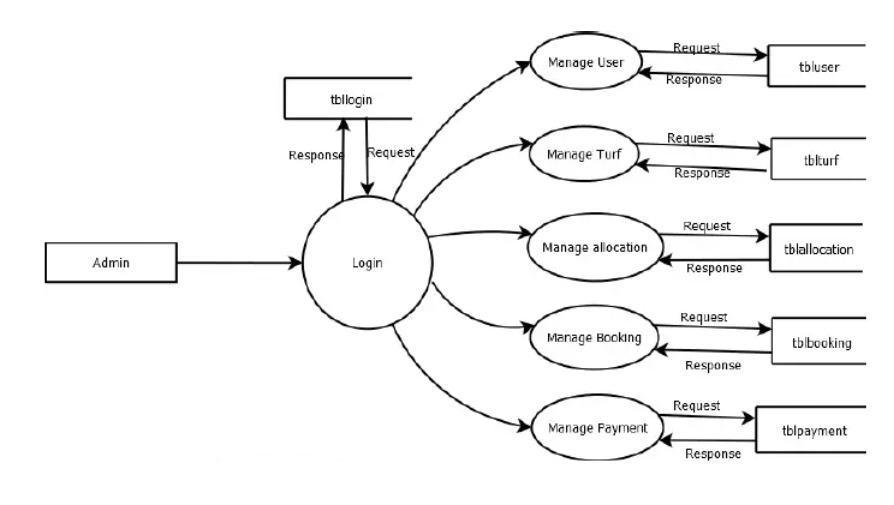 Manage User
Request
Response
tbluser
tbllogin
Response
Request
Manage Turf
Request
Response
tblturf
Admin
Login
Manage allocation
Request
Response
tblallocation
Manage Booking
Request
Response
tblbooking
Manage Payment
Request
Response
tblpayment